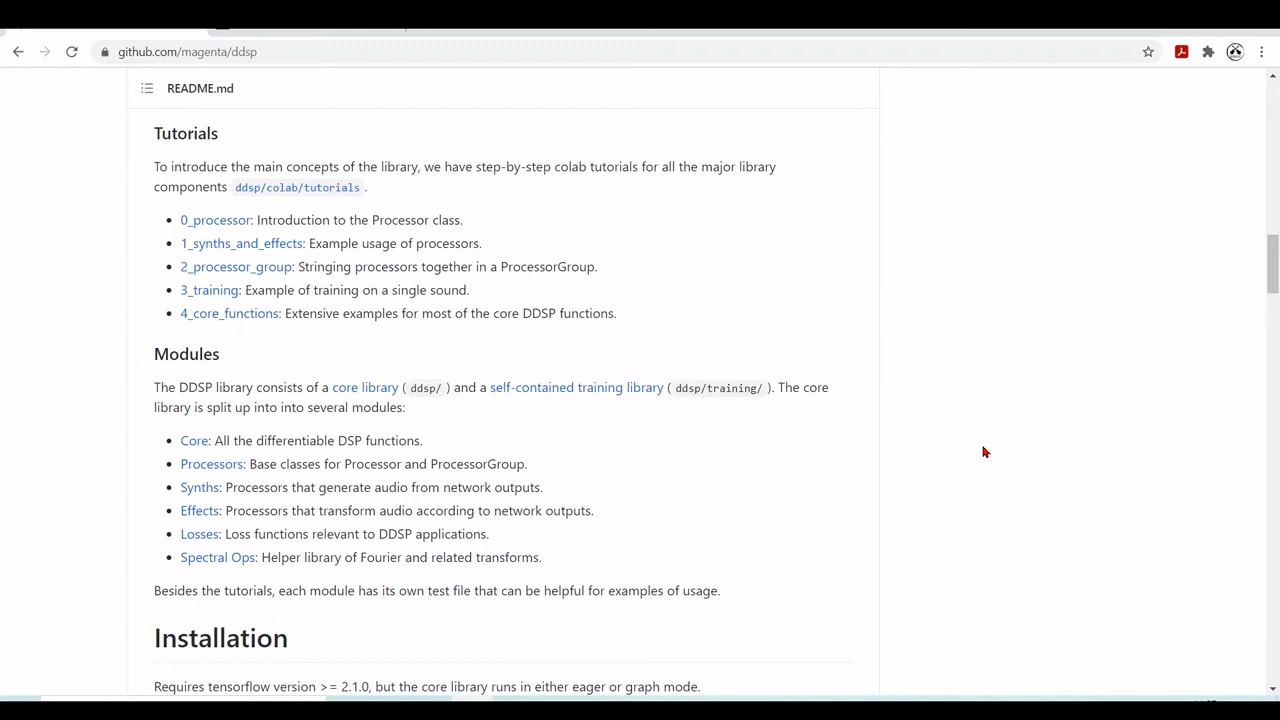 github.com/magenta/ddsp
README.md
Tutorials
To introduce the main concepts of the library, we have step-by-step colab tutorials for all the major library
components ddsp/colab/tutorials .
0_processor: Introduction to the Processor class.
1_synths_and_effects: Example usage of processors.
2_processor_group: Stringing processors together in a ProcessorGroup.
3_training: Example of training on a single sound.
4_core_functions: Extensive examples for most of the core DDSP functions.
Modules
The DDSP library consists of a core library ( ddsp/ ) and a self-contained training library ( ddsp/training/ ). The core
library is split up into into several modules:
Core: All the differentiable DSP functions.
Processors: Base classes for Processor and ProcessorGroup.
Synths: Processors that generate audio from network outputs.
Effects: Processors that transform audio according to network outputs.
Losses: Loss functions relevant to DDSP applications.
Spectral Ops: Helper library of Fourier and related transforms.
Besides the tutorials, each module has its own test file that can be helpful for examples of usage.
Installation
Requires tensorflow version >= 2.1.0, but the core library runs in either eager or graph mode.